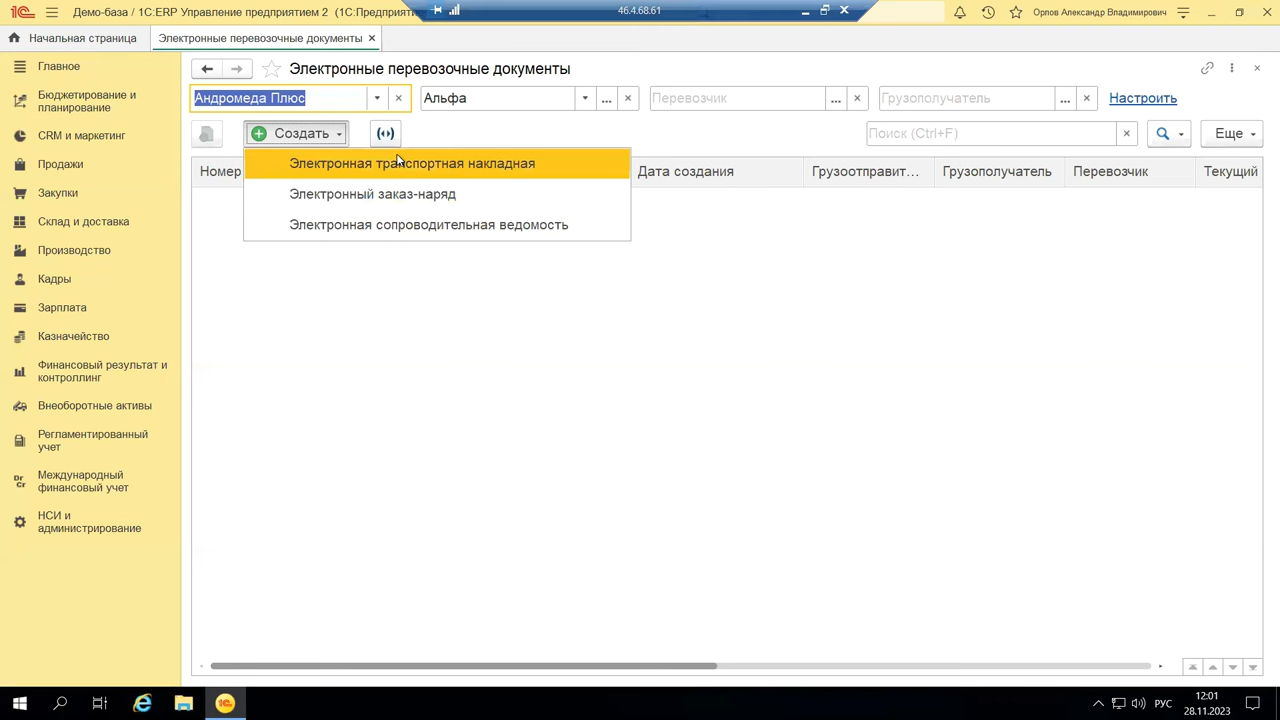 Демо-база / 1С:ERP Управление предприятием 2 (1С:Предприятие
46.4.68.61
Орлов Александр Владимирович
Начальная страница
Электронные перевозочные документы ×
Главное
Бюджетирование и
планирование
CRM и маркетинг
Продажи
Закупки
Склад и доставка
Производство
Кадры
Зарплата
Казначейство
Финансовый результат и
контроллинг
Внеоборотные активы
Регламентированный
учет
Международный
финансовый учет
НСИ и
администрирование
Электронные перевозочные документы
Андромеда Плюс
Альфа
Перевозчик
Грузополучатель
Настроить
Создать
Поиск (Ctrl+F)
Еще
Номер
Дата создания
Грузоотправит...
Грузополучатель
Перевозчик
Текущий
Электронная транспортная накладная
Электронный заказ-наряд
Электронная сопроводительная ведомость
РУС
12:01
28.11.2023